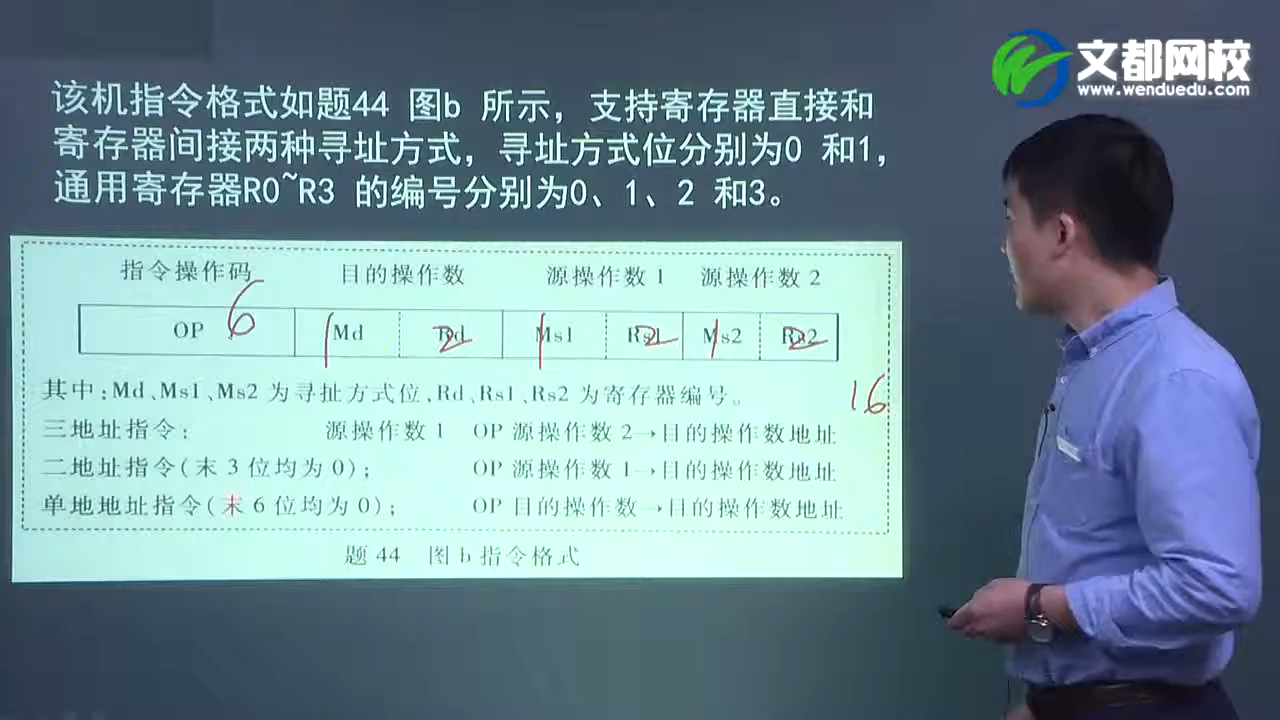 文都网校
www.wenduedu.com
该机指令格式如题44 图b 所示，支持寄存器直接和
寄存器间接两种寻址方式，寻址方式位分别为0 和1，
通用寄存器R0~R3 的编号分别为0、1、2 和3。
指令操作码 目的操作数 源操作数 1 源操作数 2
OP 6 1 Md Rd 2 1 Ms1 Rs1 2 1 Ms2 Rs2 2
其中:Md、Ms1、Ms2 为寻扯方式位,Rd、Rs1、Rs2 为寄存器编号。
16
三地址指令: 源操作数 1 OP 源操作数 2→目的操作数地址
二地址指令(末 3 位均为 0); OP 源操作数 1→目的操作数地址
单地地址指令(末 6 位均为 0); OP 目的操作数→目的操作数地址
题 44 图 b 指令格式